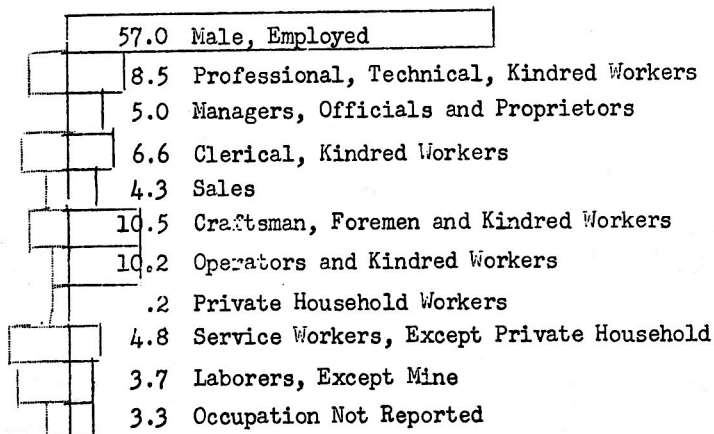 57.0 Male, Employed
8.5 Professional, Technical, Kindred Workers
5.0 Managers, Officials and Proprietors
6.6 Clerical, Kindred Workers
4.3 Sales
10.5 Craftsman, Foremen and Kindred Workers
10.2 Operators and Kindred Workers
.2 Private Household Workers
4.8 Service Workers, Except Private Household
3.7 Laborers, Except Mine
3.3 Occupation Not Reported